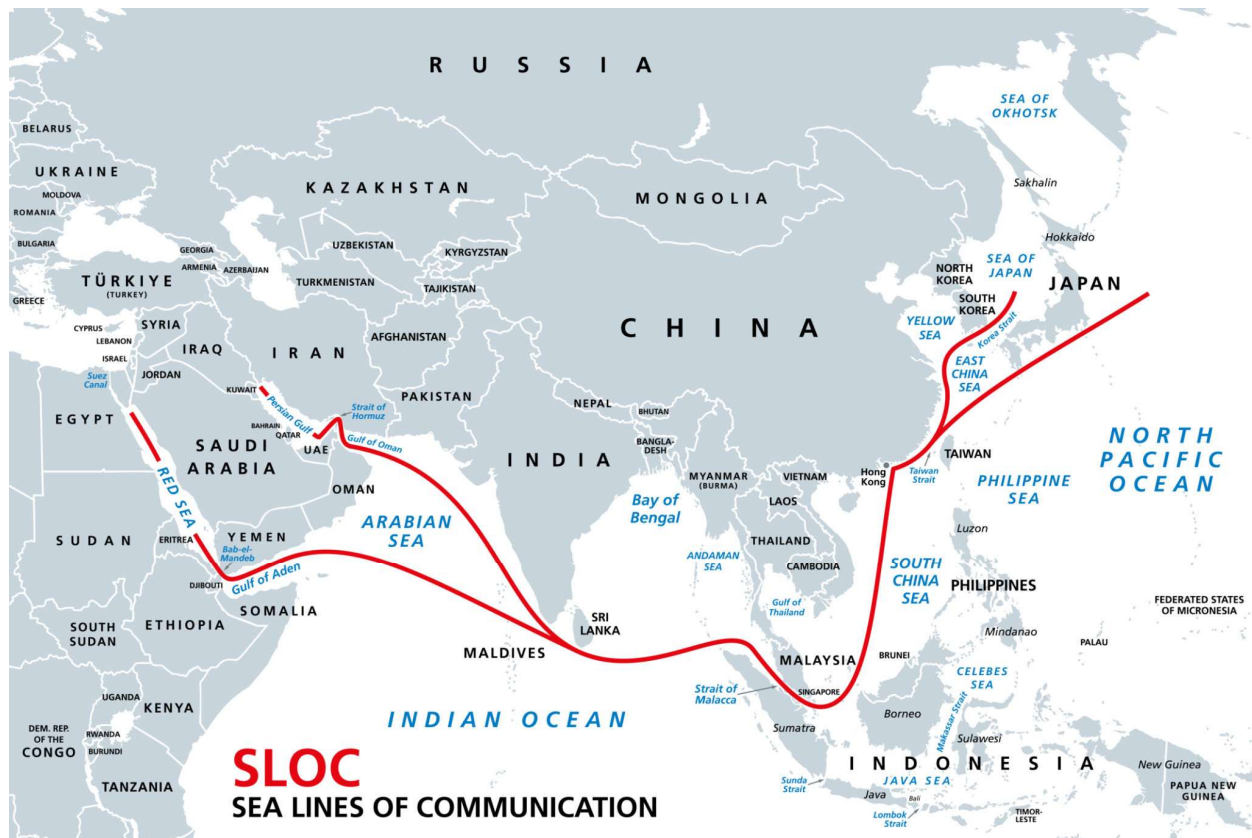 RUSSIA
SEA OF
OKHOTSK
BELARUS
UKRAINE
MOLDOVA
ROMANIA
BULGARIA
KAZAKHSTAN
MONGOLIA
Sakhalin
Hokkaido
GEORGIA
ARMENIA
AZERBAIJAN
UZBEKISTAN
KYRGYZSTAN
TURKMENISTAN
TAJIKISTAN
TÜRKIYE
(TURKEY)
GREECE
NORTH
KOREA
SEA OF
JAPAN
SOUTH
KOREA
JAPAN
CYPRUS
LEBANON
ISRAEL
SYRIA
IRAQ
IRAN
AFGHANISTAN
CHINA
YELLOW
SEA
Korea Strait
EAST
CHINA
SEA
Suez
Canal
JORDAN
KUWAIT
PAKISTAN
EGYPT
Persian Gulf
Strait of
Hormuz
BAHRAIN
QATAR
UAE
Gulf of Oman
SAUDI
ARABIA
NEPAL
BHUTAN
BANGLA-
DESH
INDIA
MYANMAR
(BURMA)
VIETNAM
LAOS
Hong
Kong
Taiwan
Strait
TAIWAN
PHILIPPINE
SEA
NORTH
PACIFIC
OCEAN
RED SEA
OMAN
ARABIAN
SEA
Bay of
Bengal
SUDAN
ERITREA
YEMEN
Bab-el-
Mandeb
DJIBOUTI
Gulf of Aden
SOMALIA
THAILAND
CAMBODIA
ANDAMAN
SEA
Gulf of
Thailand
SOUTH
CHINA
SEA
Luzon
PHILIPPINES
Mindanao
FEDERATED STATES
OF MICRONESIA
PALAU
SOUTH
SUDAN
ETHIOPIA
SRI
LANKA
MALDIVES
MALAYSIA
BRUNEI
CELEBES
SEA
Strait of
Malacca
SINGAPORE
UGANDA
KENYA
INDIAN OCEAN
Sumatra
Borneo
Makassar Strait
Sulawesi
DEM. REP.
OF THE
CONGO
RWANDA
BURUNDI
TANZANIA
SLOC
SEA LINES OF COMMUNICATION
INDONESIA
New Guinea
PAPUA NEW
GUINEA
Sunda
Strait
JAVA SEA
Java
Bali
Lombok
Strait
TIMOR-
LESTE